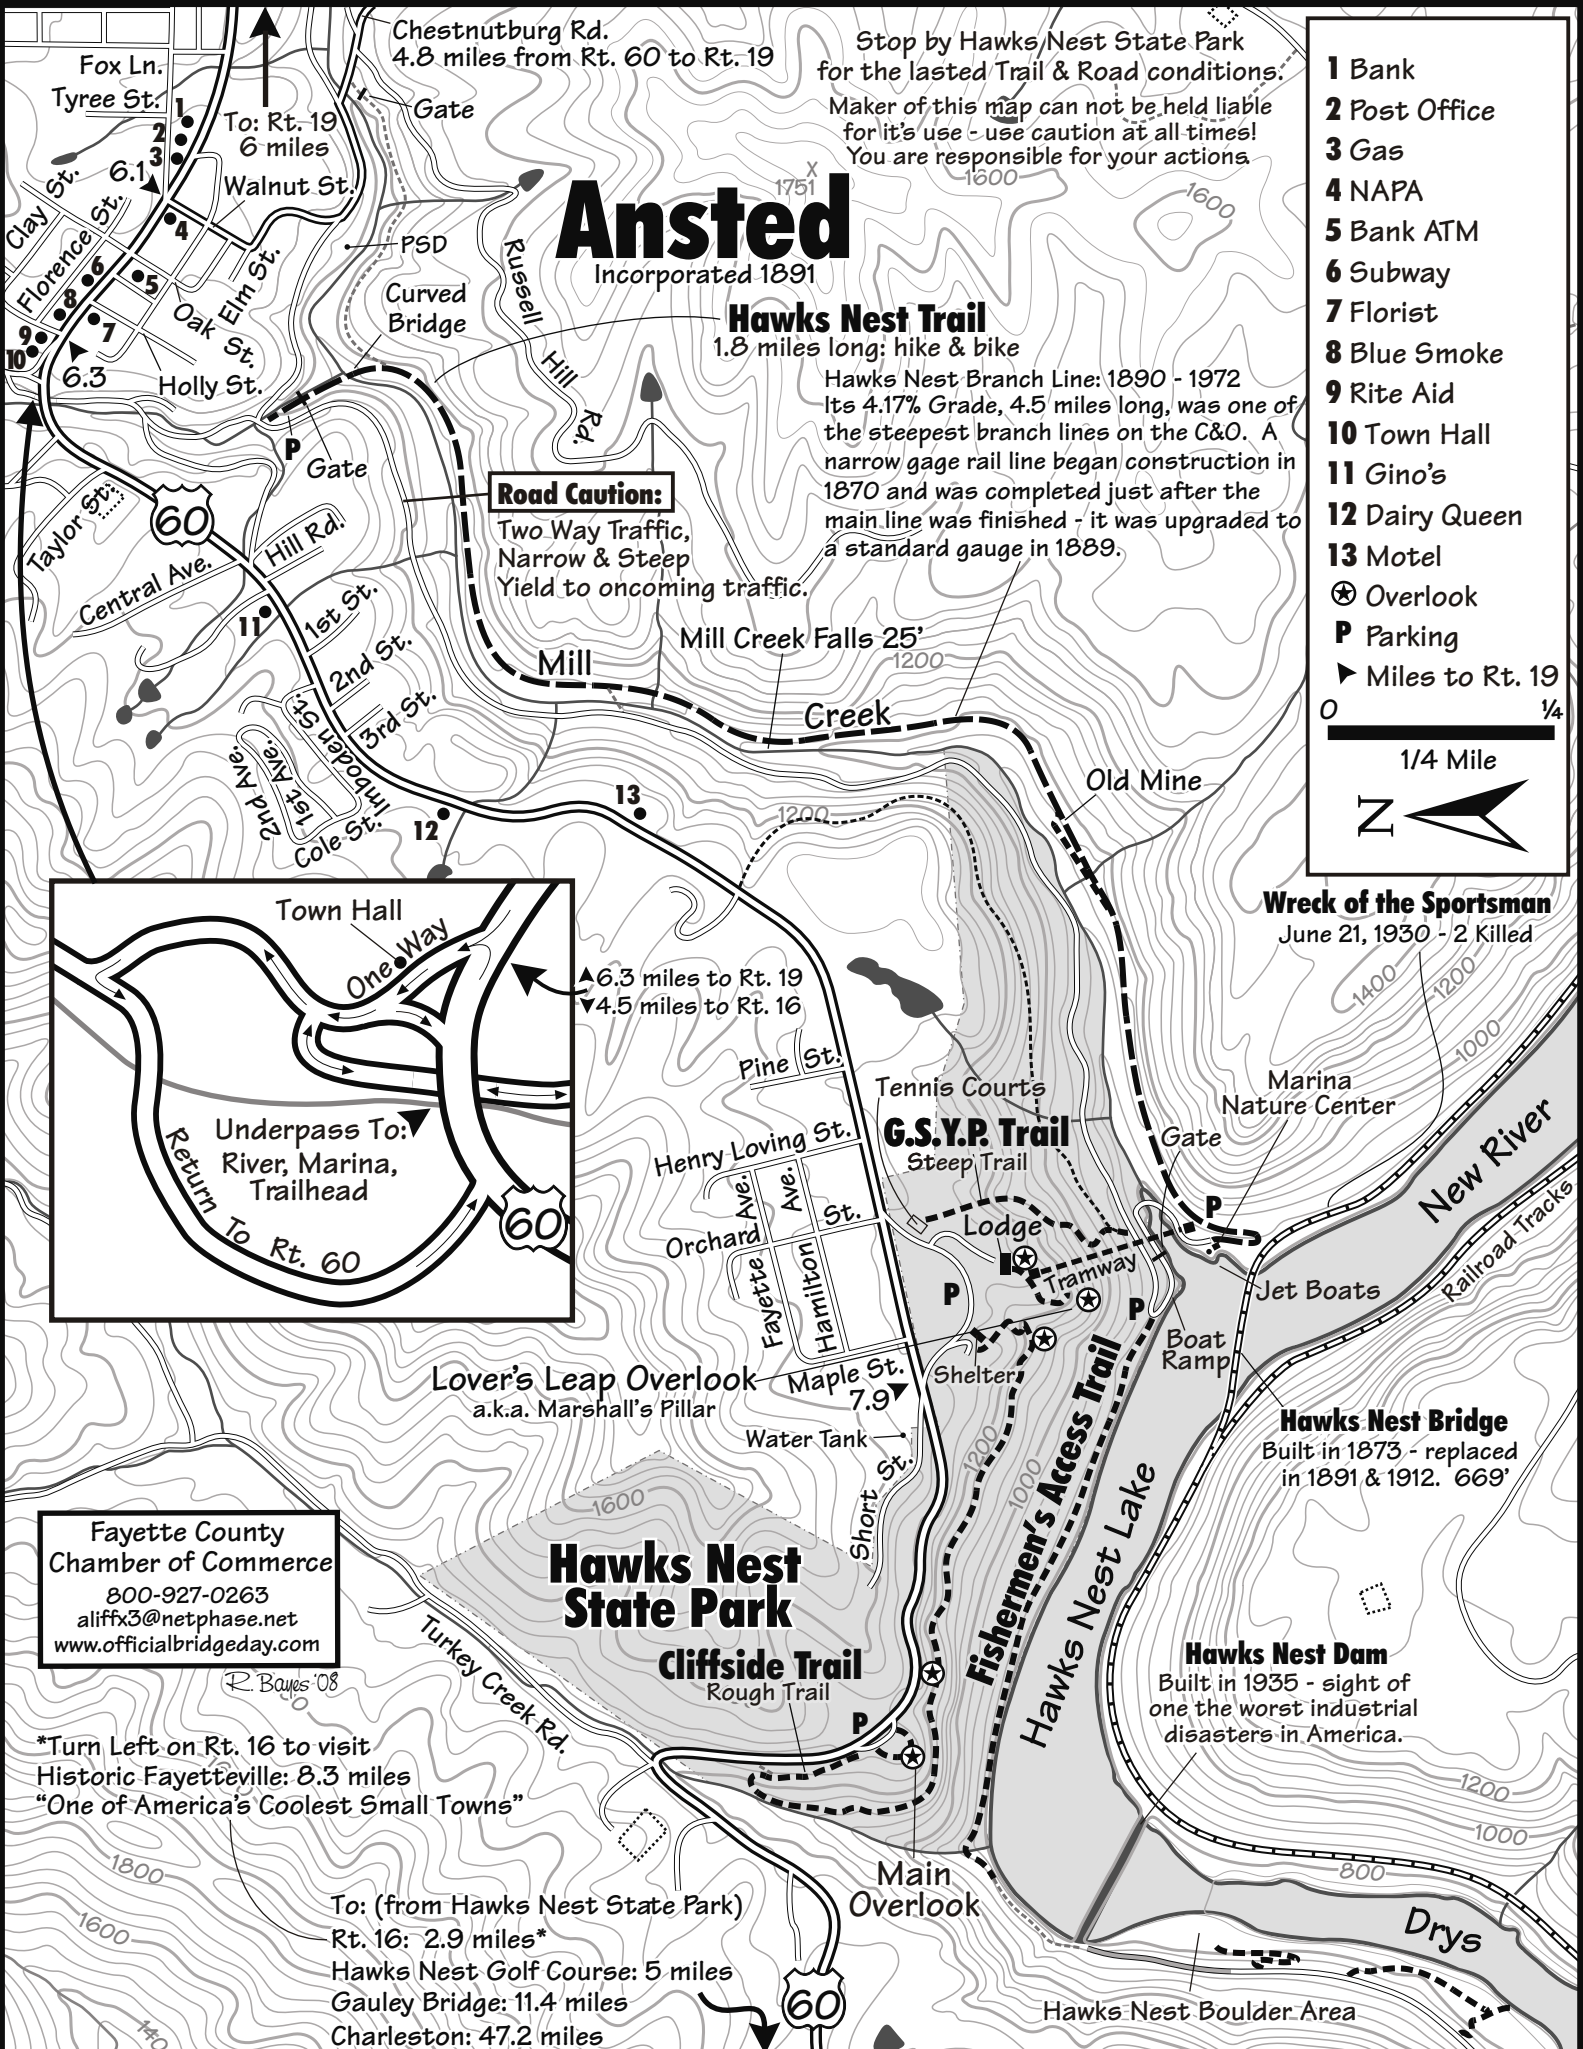 Chestnutburg Rd.
4.8 miles from Rt. 60 to Rt. 19
Stop by Hawks Nest State Park
for the lasted Trail & Road conditions.
Maker of this map can not be held liable
for it's use - use caution at all times!
You are responsible for your actions.
Fox Ln.
Tyree St.
1
2
3
To: Rt. 19
6 miles
Gate
6.1
Walnut St.
Clay St.
Florence St.
4
PSD
5
6
8
7
9
10
6.3
Elm St.
Oak St.
Holly St.
Curved
Bridge
Russell Hill Rd.
1751
X
1600
1600
Ansted
Incorporated 1891
Hawks Nest Trail
1.8 miles long: hike & bike
Hawks Nest Branch Line: 1890 - 1972
Its 4.17% Grade, 4.5 miles long, was one of
the steepest branch lines on the C&O. A
narrow gage rail line began construction in
1870 and was completed just after the
main line was finished - it was upgraded to
a standard gauge in 1889.
1 Bank
2 Post Office
3 Gas
4 NAPA
5 Bank ATM
6 Subway
7 Florist
8 Blue Smoke
9 Rite Aid
10 Town Hall
11 Gino's
12 Dairy Queen
13 Motel
Overlook
P Parking
Miles to Rt. 19
0 1/4
1/4 Mile
N
P
Gate
Road Caution:
Two Way Traffic,
Narrow & Steep
Yield to oncoming traffic.
Taylor St.
60
Hill Rd.
Central Ave.
11
1st St.
2nd St.
3rd St.
Imboden St.
2nd Ave.
1st Ave.
Cole St.
12
13
Mill Creek Falls 25'
1200
Mill
Creek
1200
Old Mine
Town Hall
One Way
6.3 miles to Rt. 19
4.5 miles to Rt. 16
Underpass To:
River, Marina,
Trailhead
Return To Rt. 60
60
Wreck of the Sportsman
June 21, 1930 - 2 Killed
1400
1200
1000
Pine St.
Tennis Courts
G.S.Y.P. Trail
Steep Trail
Marina
Nature Center
Gate
P
New River
Railroad Tracks
Henry Loving St.
Orchard St.
Fayette Ave.
Hamilton Ave.
Lodge
Tramway
P
P
Jet Boats
Boat
Ramp
Lover's Leap Overlook
a.k.a. Marshall's Pillar
Maple St.
7.9
Shelter
Water Tank
Short St.
1200
1000
Fishermen's Access Trail
Hawks Nest Lake
Hawks Nest Bridge
Built in 1873 - replaced
in 1891 & 1912. 669'
1600
Hawks Nest
State Park
Cliffside Trail
Rough Trail
P
Fayette County
Chamber of Commerce
800-927-0263
aliffx3@netphase.net
www.officialbridgeday.com
R. Bayes '08
Turkey Creek Rd.
Hawks Nest Dam
Built in 1935 - sight of
one the worst industrial
disasters in America.
*Turn Left on Rt. 16 to visit
Historic Fayetteville: 8.3 miles
"One of America's Coolest Small Towns"
1800
1600
Main
Overlook
1200
1000
800
To: (from Hawks Nest State Park)
Rt. 16: 2.9 miles*
Hawks Nest Golf Course: 5 miles
Gauley Bridge: 11.4 miles
Charleston: 47.2 miles
60
Drys
Hawks Nest Boulder Area